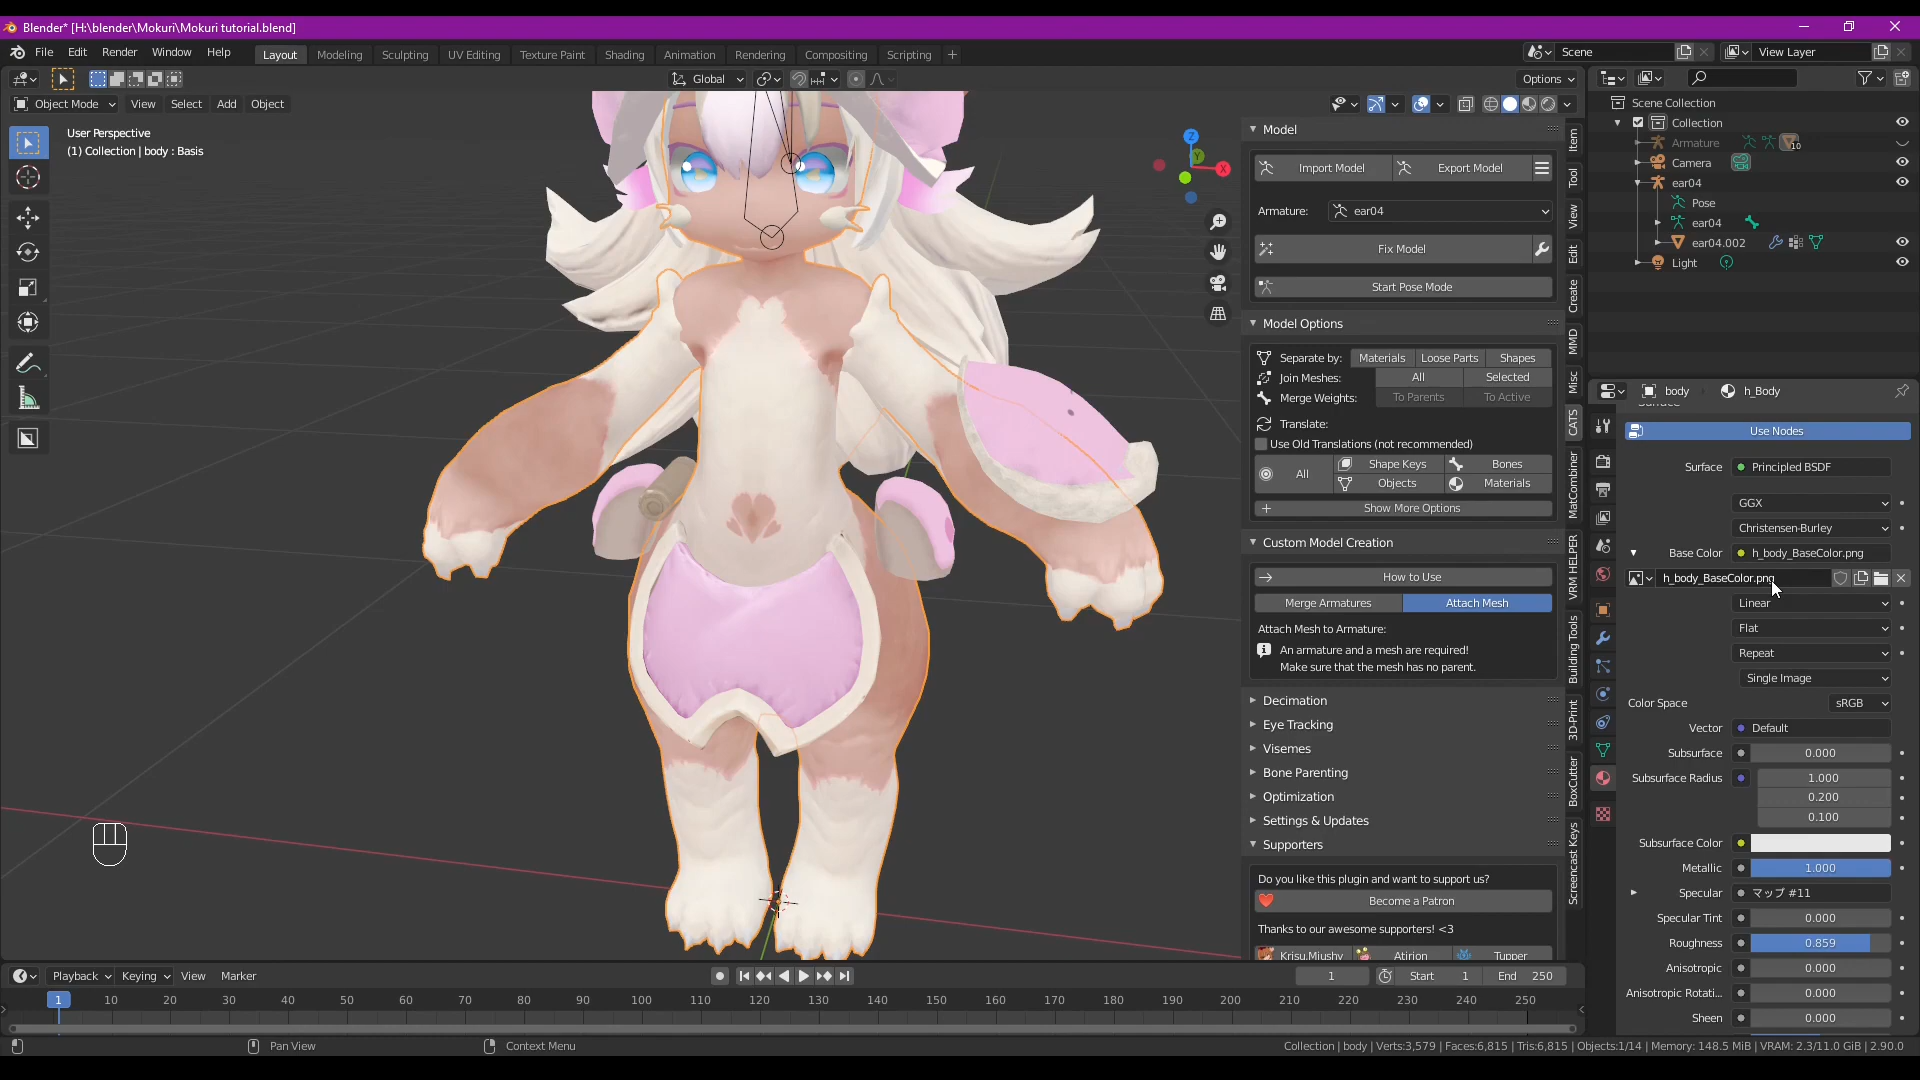 Blender* [H:\blender\Mokuri\Mokuri tutorial.blend]
File Edit Render Window Help
Layout Modeling Sculpting UV Editing Texture Paint Shading Animation Rendering Compositing Scripting +
Scene
View Layer
Global
Options
Object Mode View Select Add Object
User Perspective
(1) Collection | body : Basis
Z
Y
X
Model
Import Model Export Model
Armature: ear04
Fix Model
Start Pose Mode
Model Options
Separate by: Materials Loose Parts Shapes
Join Meshes: All Selected
Merge Weights: To Parents To Active
Translate:
Use Old Translations (not recommended)
All Shape Keys Bones
Objects Materials
Show More Options
Custom Model Creation
How to Use
Merge Armatures Attach Mesh
Attach Mesh to Armature:
An armature and a mesh are required!
Make sure that the mesh has no parent.
Decimation
Eye Tracking
Visemes
Bone Parenting
Optimization
Settings & Updates
Supporters
Do you like this plugin and want to support us?
Become a Patron
Thanks to our awesome supporters! <3
Krisu.Miushy Atirion Tupper
Item
Tool
View
Edit
Create
MMD
Misc
CATS
MatCombiner
VRM HELPER
Building Tools
3D-Print
BoxCutter
Screencast Keys
Scene Collection
Collection
Armature 10
Camera
ear04
Pose
ear04
ear04.002
Light
body h_Body
Surface
Use Nodes
Surface Principled BSDF
GGX
Christensen-Burley
Base Color h_body_BaseColor.png
h_body_BaseColor.png
Linear
Flat
Repeat
Single Image
Color Space sRGB
Vector Default
Subsurface 0.000
Subsurface Radius 1.000
0.200
0.100
Subsurface Color
Metallic 1.000
Specular マップ #11
Specular Tint 0.000
Roughness 0.859
Anisotropic 0.000
Anisotropic Rotati... 0.000
Sheen 0.000
Playback Keying View Marker
1 Start 1 End 250
1 10 20 30 40 50 60 70 80 90 100 110 120 130 140 150 160 170 180 190 200 210 220 230 240 250
Pan View
Context Menu
Collection | body | Verts:3,579 | Faces:6,815 | Tris:6,815 | Objects:1/14 | Memory: 148.5 MiB | VRAM: 2.3/11.0 GiB | 2.90.0